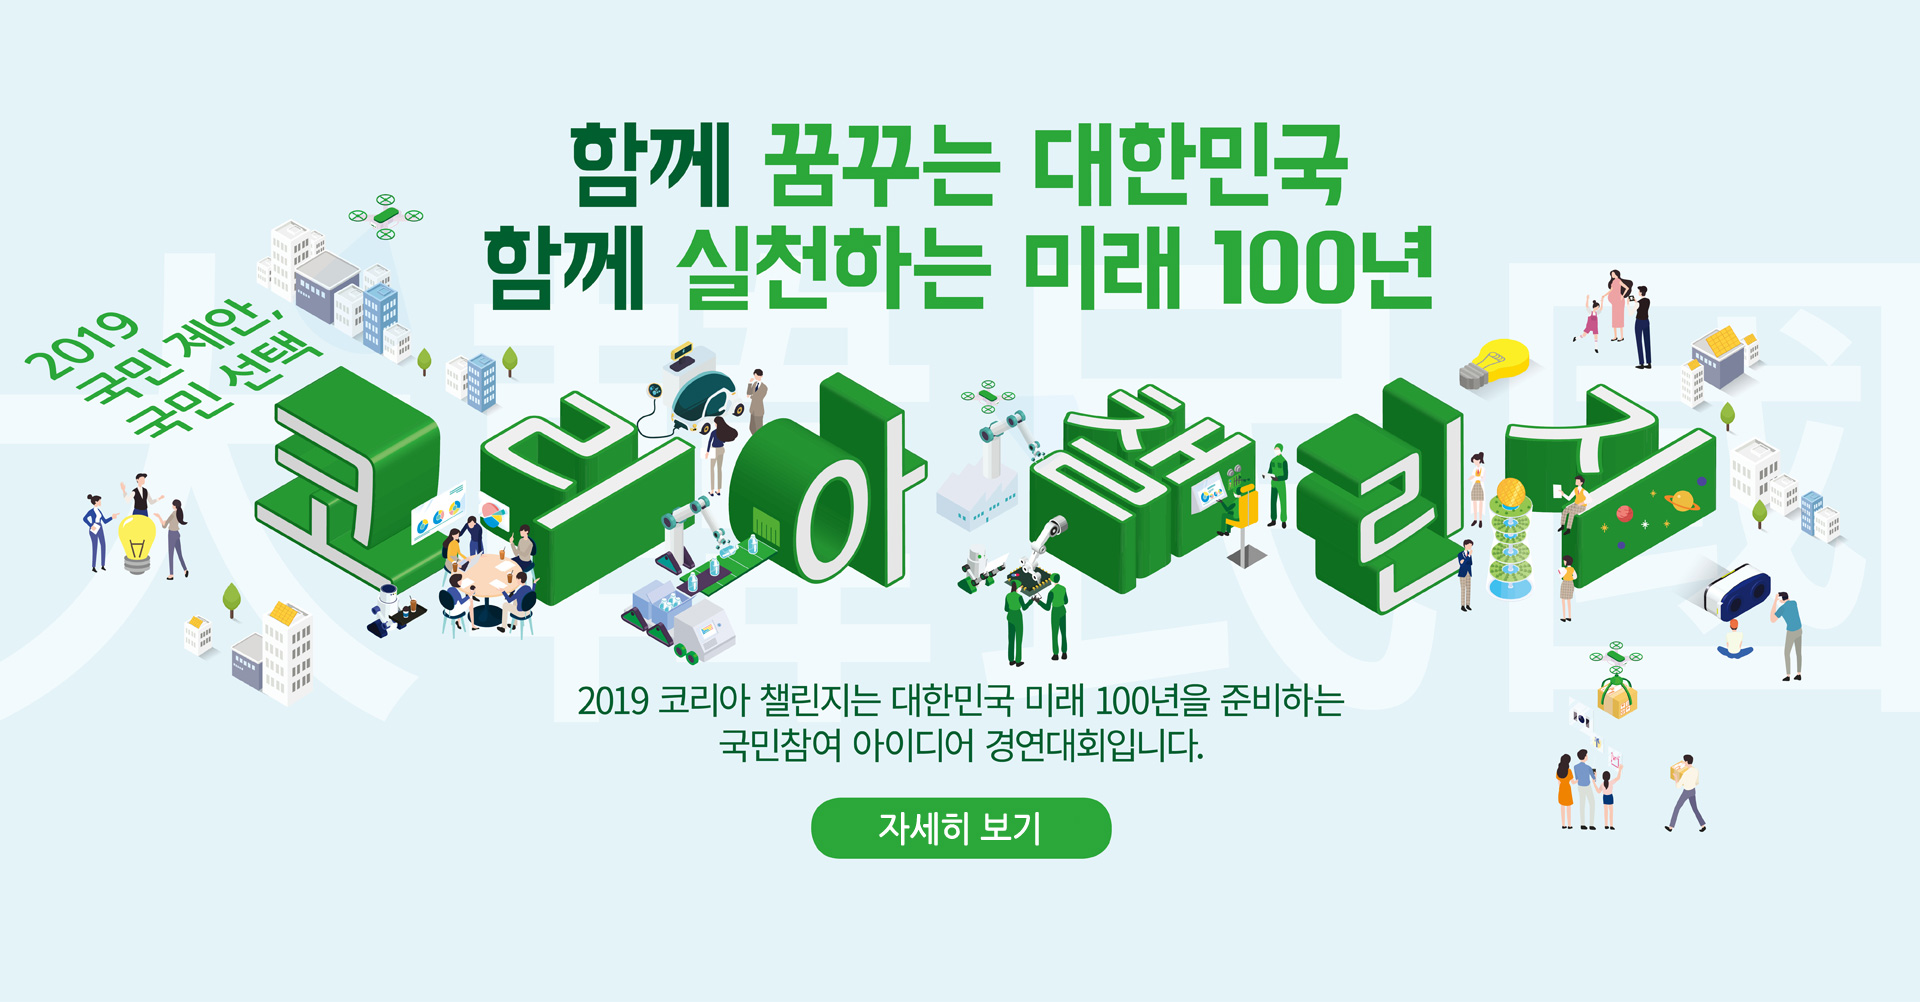 함께 꿈꾸는 대한민국
함께 실천하는 미래 100년
2019
국민 제안,
국민 선택
코리아 챌린지
大韓民國
2019 코리아 챌린지는 대한민국 미래 100년을 준비하는
국민참여 아이디어 경연대회입니다.
자세히 보기